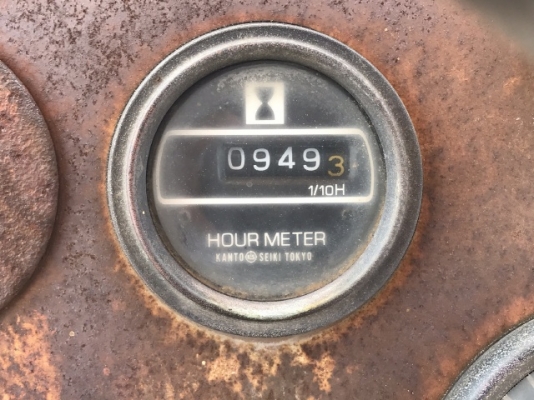 09493
1/10H
HOUR METER
KANTO SEIKI TOKYO